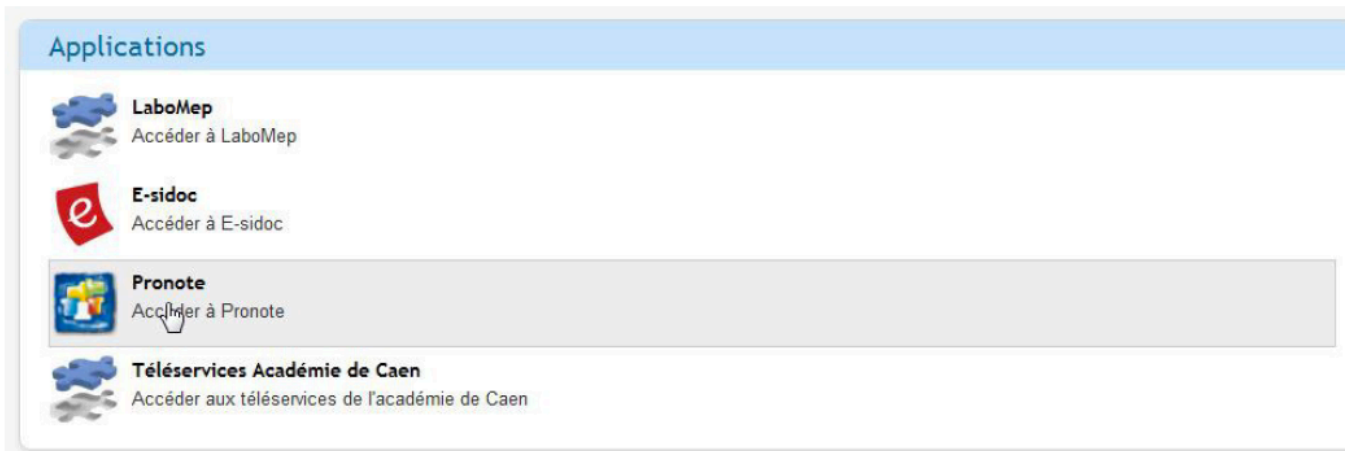 Applications
LaboMep
Accéder à LaboMep
E-sidoc
Accéder à E-sidoc
Pronote
Accéder à Pronote
Téléservices Académie de Caen
Accéder aux téléservices de l'académie de Caen